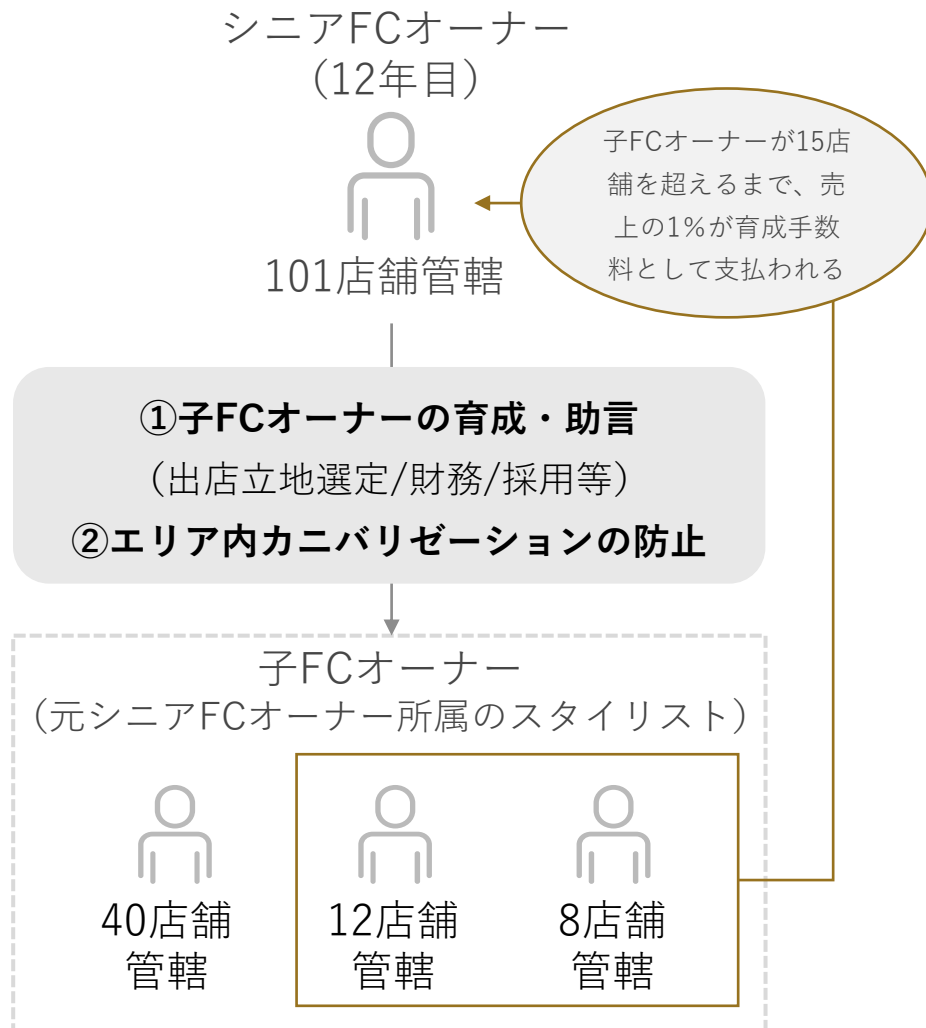 シニアFCオーナー
（12年目）
101店舗管轄
子FCオーナーが15店
舗を超えるまで、売
上の1%が育成手数
料として支払われる
①子FCオーナーの育成・助言
（出店立地選定/財務/採用等）
②エリア内カニバリゼーションの防止
子FCオーナー
（元シニアFCオーナー所属のスタイリスト）
40店舗
管轄
12店舗
管轄
8店舗
管轄